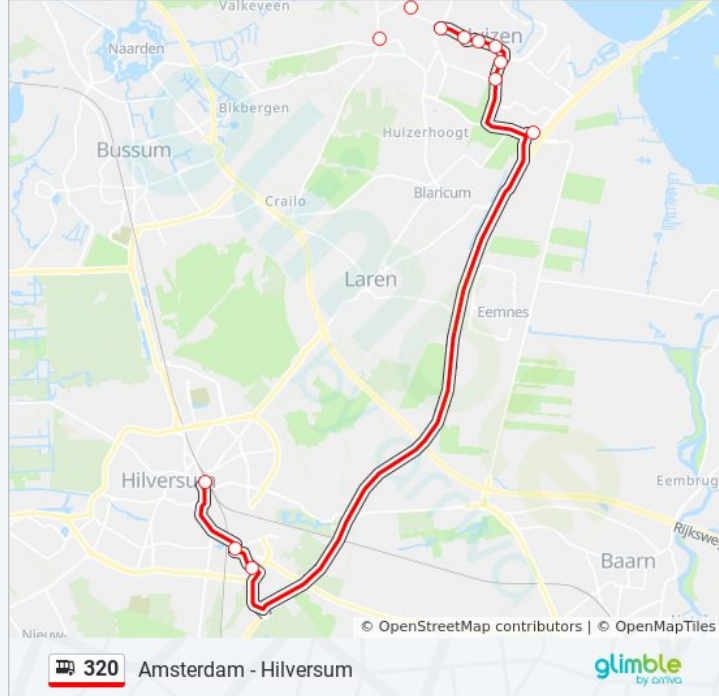 Valkeveen
Huizen
Naarden
Bikbergen
Huizerhoogt
Bussum
Blaricum
Crailo
Laren
Eemnes
Hilversum
Eembrug
Rijksweg
Baarn
© OpenStreetMap contributors | © OpenMapTiles
Nieuw-
320 Amsterdam - Hilversum
glimble
by arriva